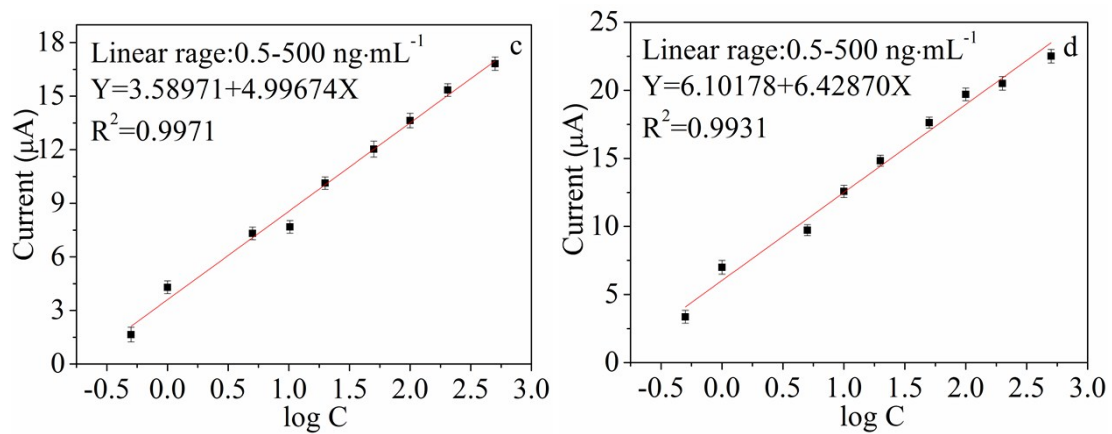 c
Linear rage:0.5-500 ng·mL⁻¹
Y=3.58971+4.99674X
R²=0.9971
Current (μA)
18
15
12
9
6
3
0
-0.5 0.0 0.5 1.0 1.5 2.0 2.5 3.0
log C
d
Linear rage:0.5-500 ng·mL⁻¹
Y=6.10178+6.42870X
R²=0.9931
Current (μA)
25
20
15
10
5
0
-0.5 0.0 0.5 1.0 1.5 2.0 2.5 3.0
log C